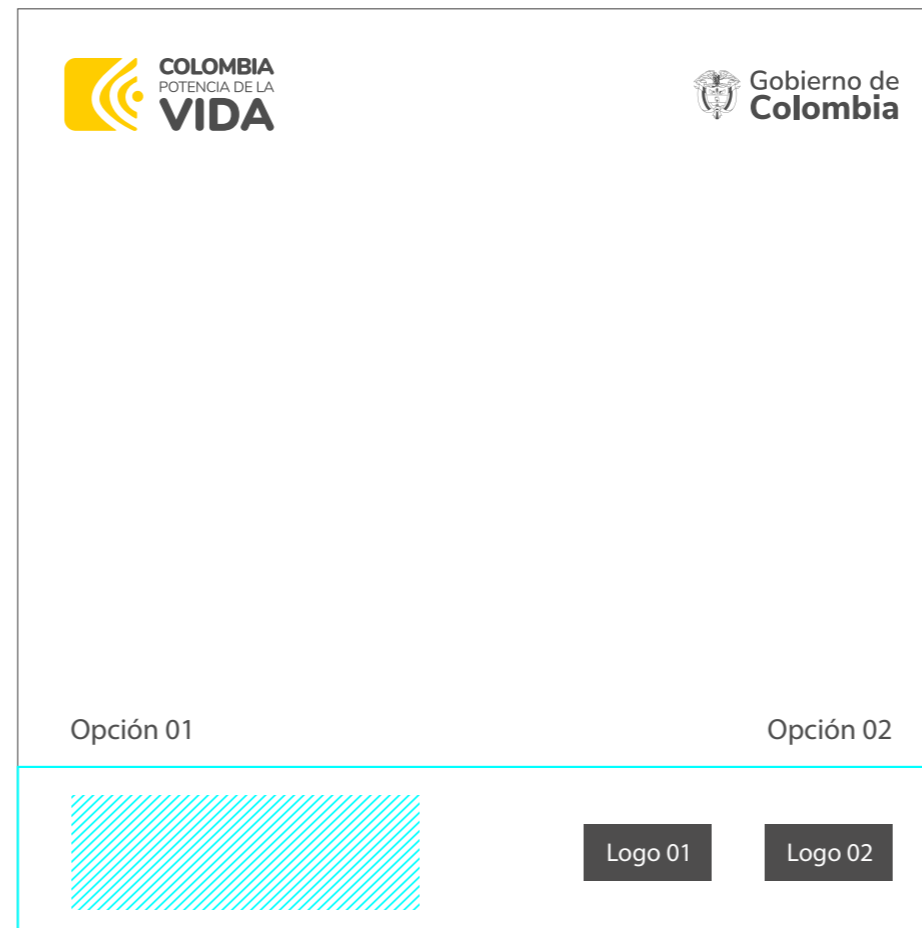 COLOMBIA
POTENCIA DE LA
VIDA
Gobierno de
Colombia
Opción 01
Opción 02
Logo 01
Logo 02